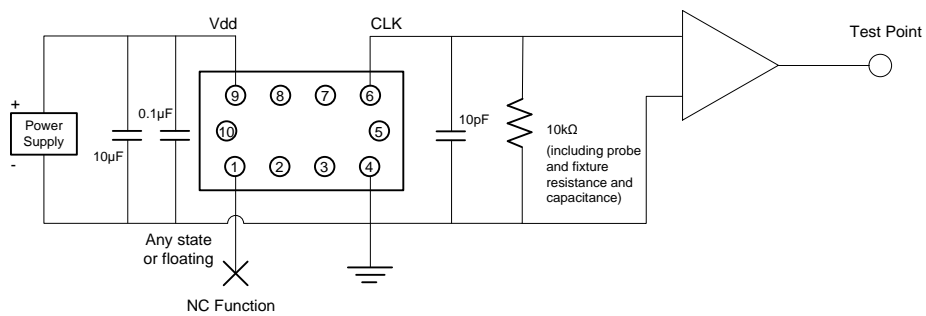 Vdd
CLK
Test Point
+
Power
Supply
-
10µF
0.1µF
9
8
7
6
10
5
1
2
3
4
10pF
10kΩ
(including probe
and fixture
resistance and
capacitance)
Any state
or floating
NC Function